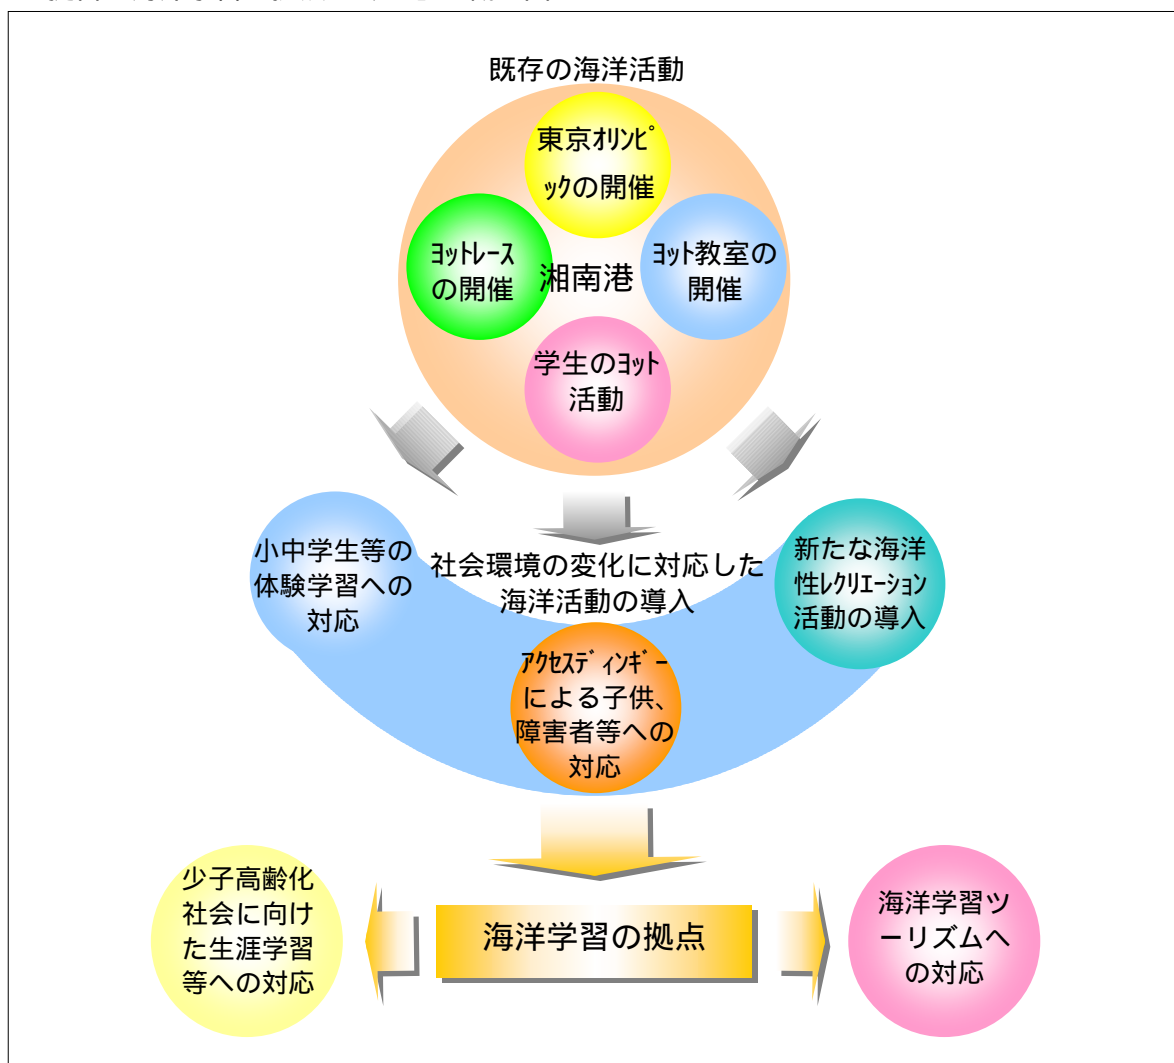 既存の海洋活動
東京ｵﾘﾝﾋﾟ
ｯｸの開催
ﾖｯﾄﾚｰｽ
の開催
湘南港
ﾖｯﾄ教室の
開催
学生のﾖｯﾄ
活動
小中学生等の
体験学習への
対応
社会環境の変化に対応した
海洋活動の導入
新たな海洋
性ﾚｸﾘｴｰｼｮﾝ
活動の導入
ｱｸｾｽﾃﾞｨﾝｷﾞｰ
による子供、
障害者等への
対応
少子高齢化
社会に向け
た生涯学習
等への対応
海洋学習の拠点
海洋学習ツ
ーリズムへ
の対応